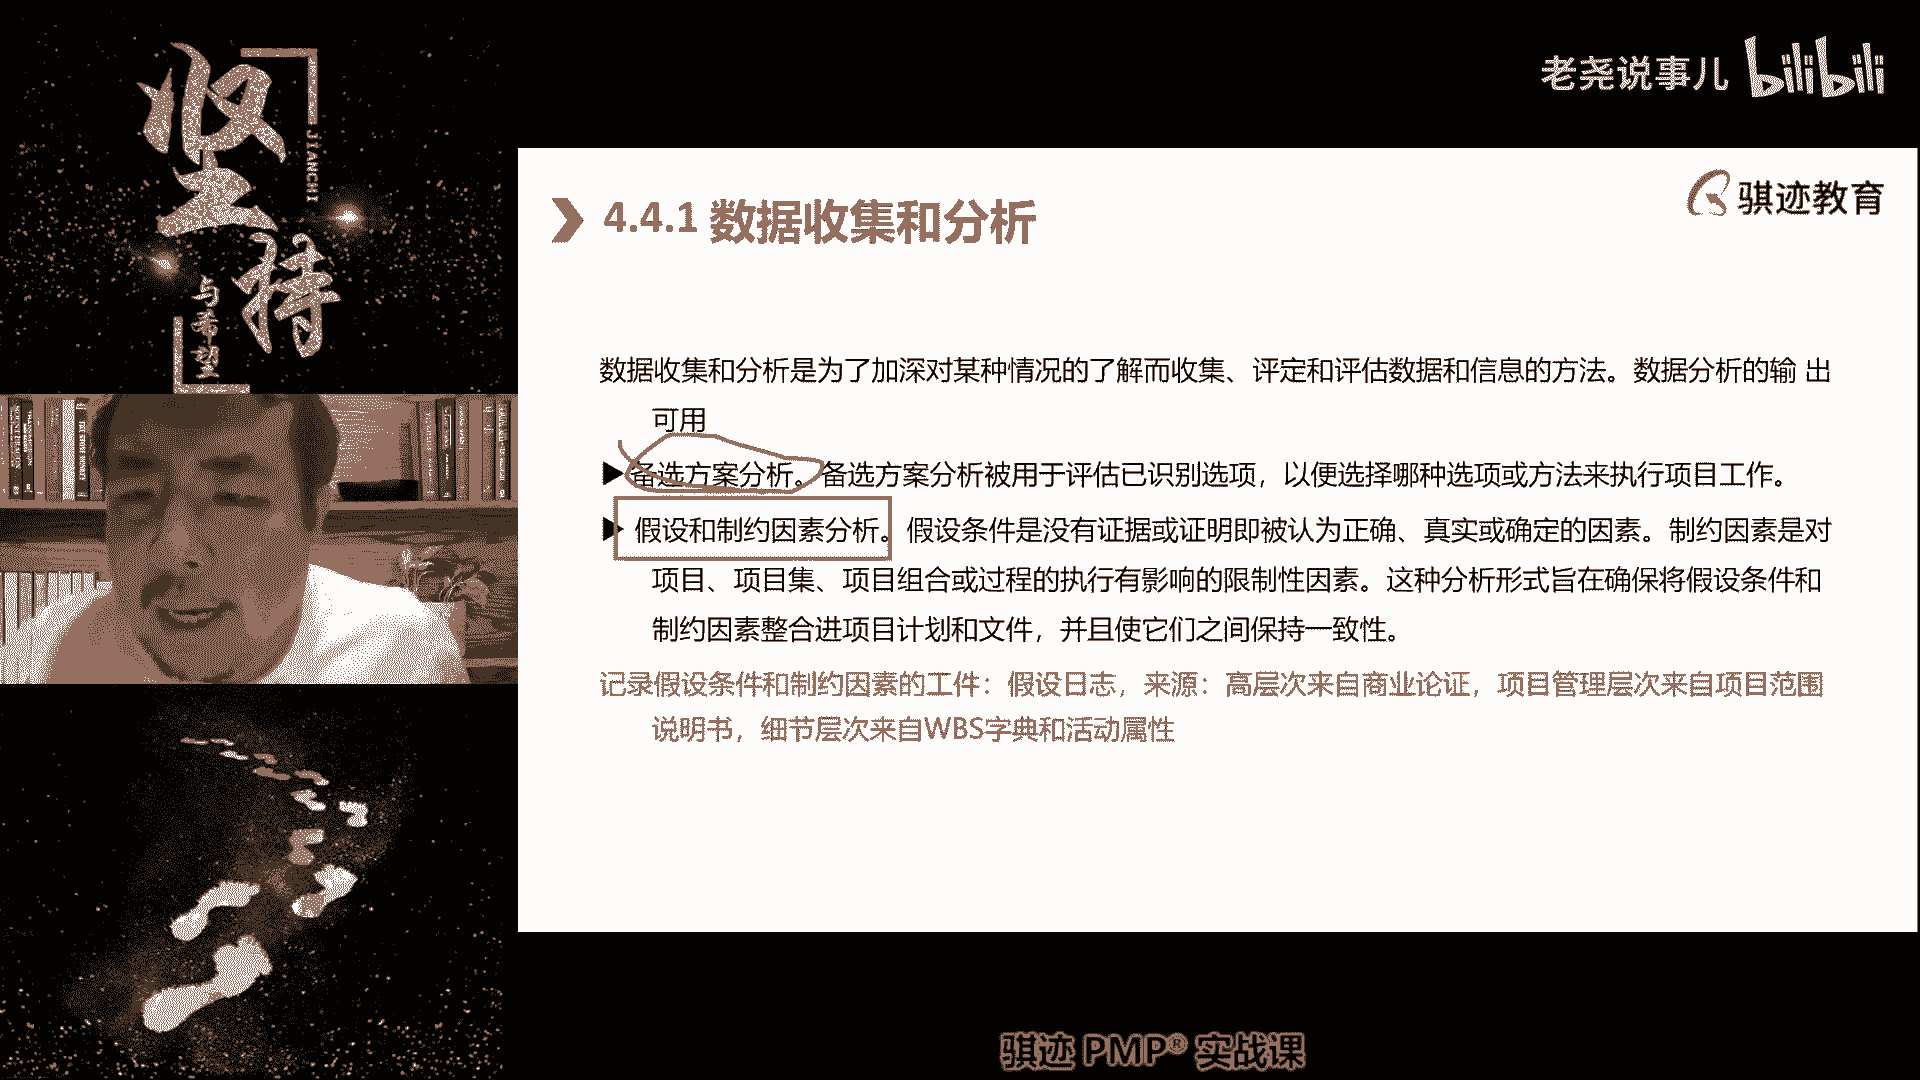 坚持
JIANCHI
与希望
老尧说事儿 bilibili
骐迹教育
4.4.1 数据收集和分析
数据收集和分析是为了加深对某种情况的了解而收集、评定和评估数据和信息的方法。数据分析的输 出
可用
备选方案分析。备选方案分析被用于评估已识别选项，以便选择哪种选项或方法来执行项目工作。
假设和制约因素分析。假设条件是没有证据或证明即被认为正确、真实或确定的因素。制约因素是对
项目、项目集、项目组合或过程的执行有影响的限制性因素。这种分析形式旨在确保将假设条件和
制约因素整合进项目计划和文件，并且使它们之间保持一致性。
记录假设条件和制约因素的工件：假设日志，来源：高层次来自商业论证，项目管理层次来自项目范围
说明书，细节层次来自WBS字典和活动属性
骐迹 PMP® 实战课